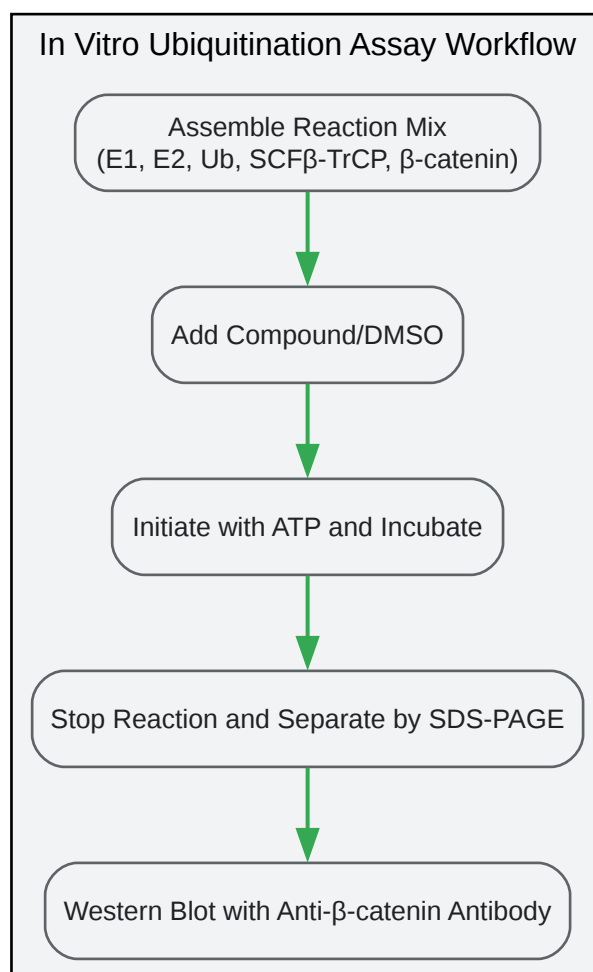 In Vitro Ubiquitination Assay Workflow
Assemble Reaction Mix
(E1, E2, Ub, SCFβ-TrCP, β-catenin)
Add Compound/DMSO
Initiate with ATP and Incubate
Stop Reaction and Separate by SDS-PAGE
Western Blot with Anti-β-catenin Antibody